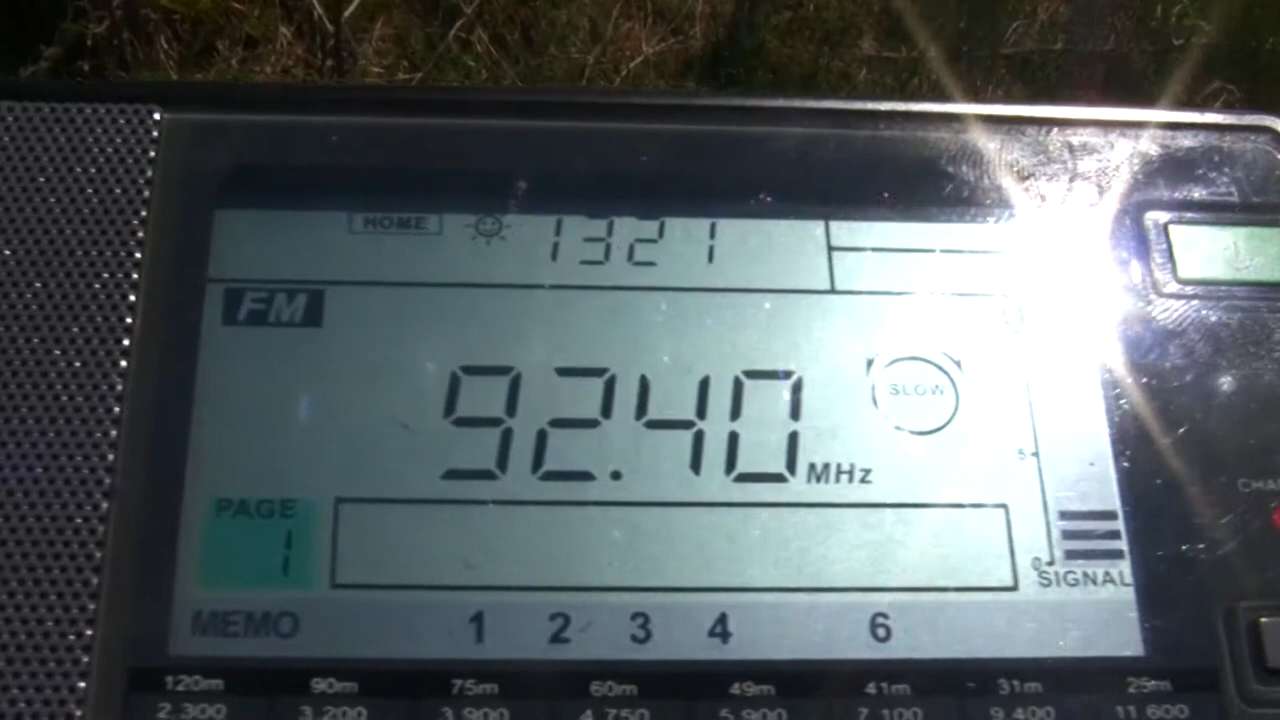 HOME 1321
FM
92.40 MHz
SLOW
5
PAGE
1
0
SIGNAL
MEMO 1 2 3 4 6
120m 90m 75m 60m 49m 41m 31m 25m
2.300 3.200 3.900 4.750 5.900 7.100 9.400 11.600